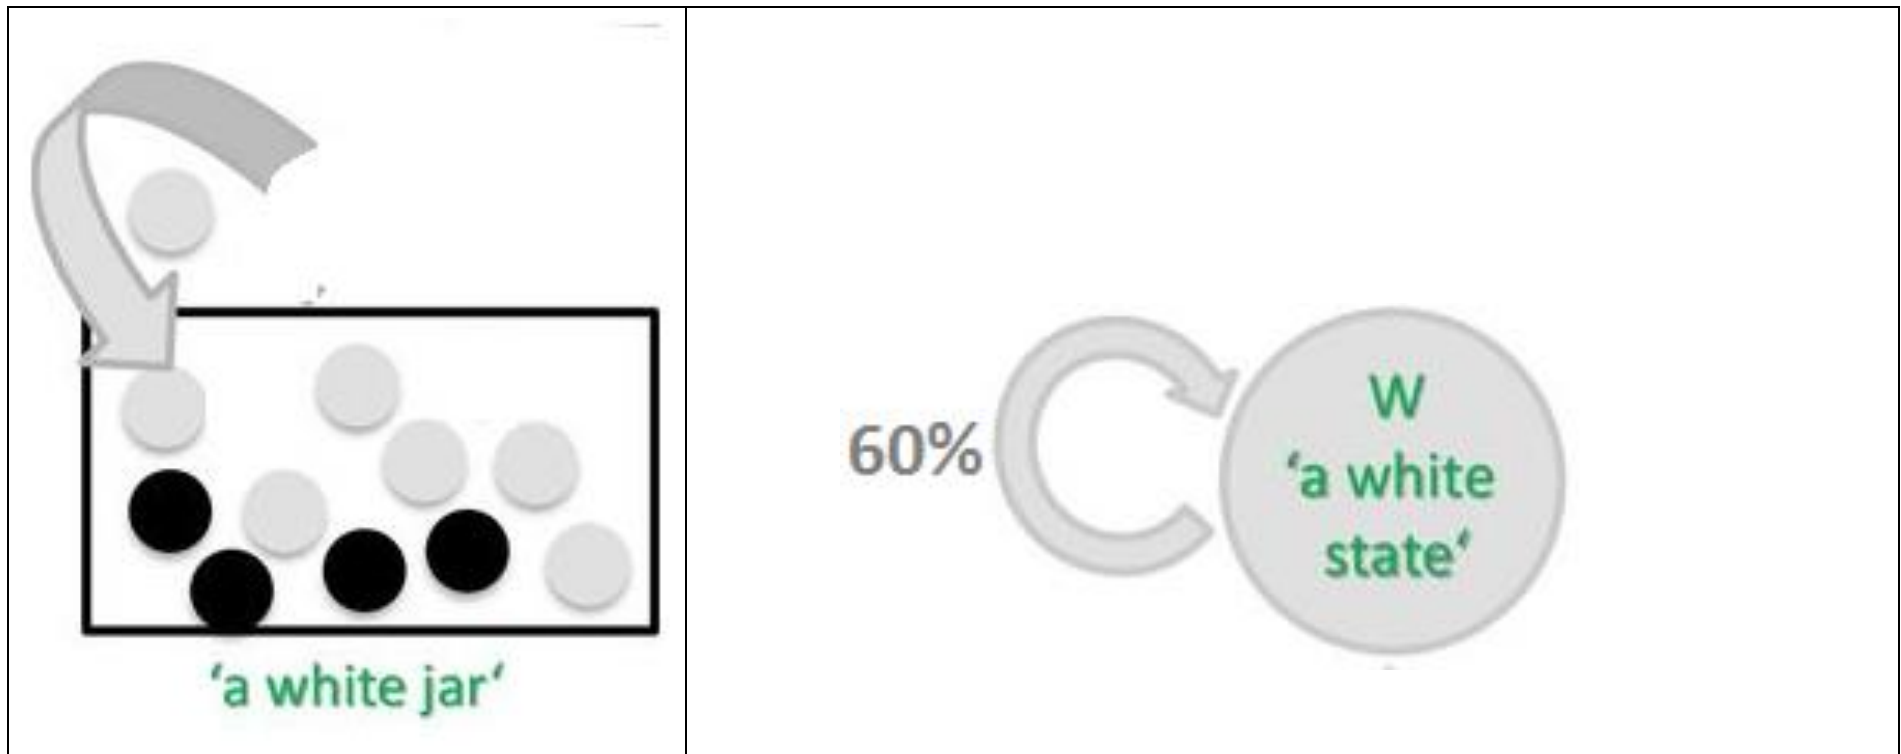 ‘a white jar‘
60%
W
‘a white
state‘